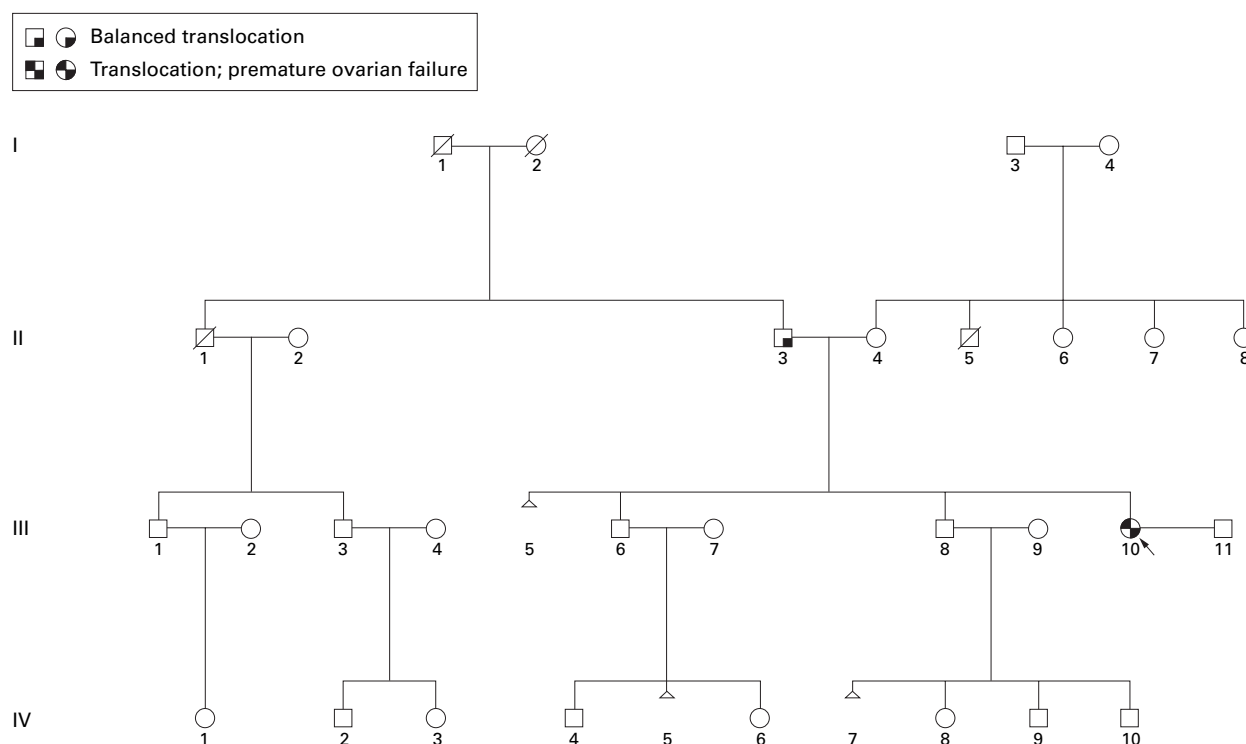 Balanced translocation
Translocation; premature ovarian failure
I
1 2 3 4
II
1 2 3 4 5 6 7 8
III
1 2 3 4 5 6 7 8 9 10 11
IV
1 2 3 4 5 6 7 8 9 10